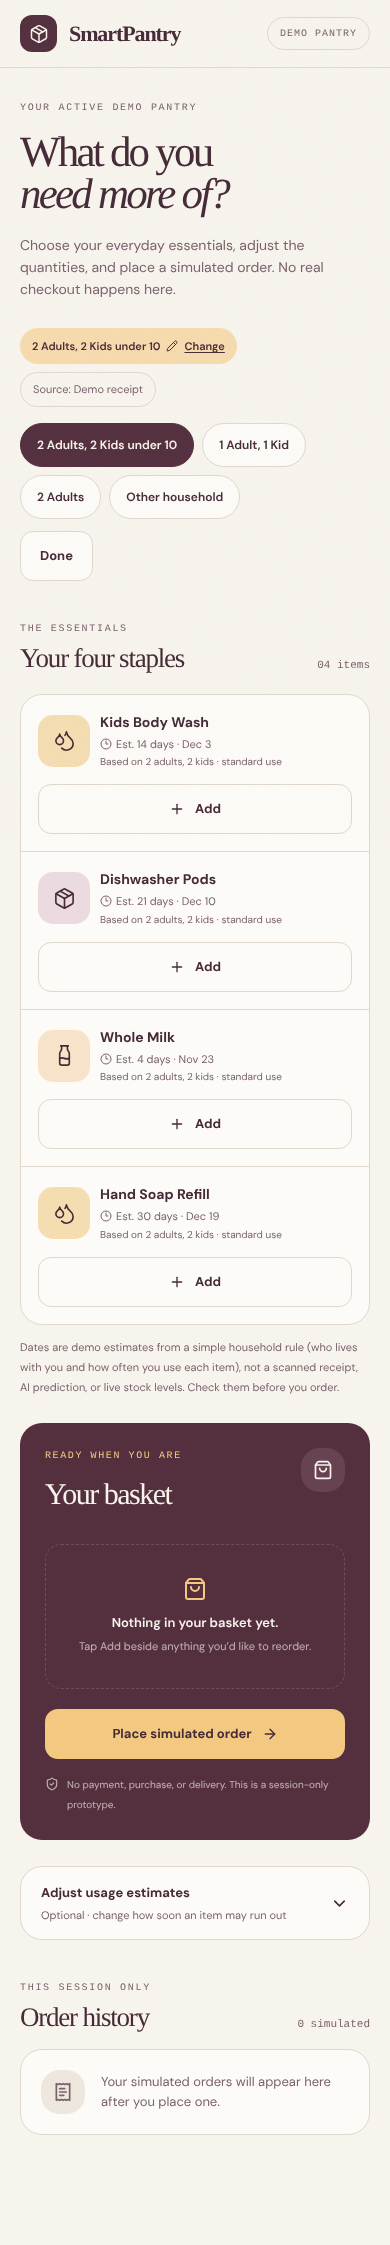 SmartPantry
DEMO PANTRY
YOUR ACTIVE DEMO PANTRY
What do you
need more of?
Choose your everyday essentials, adjust the
quantities, and place a simulated order. No real
checkout happens here.
2 Adults, 2 Kids under 10 Change
Source: Demo receipt
2 Adults, 2 Kids under 10
1 Adult, 1 Kid
2 Adults
Other household
Done
THE ESSENTIALS
Your four staples
04 items
Kids Body Wash
Est. 14 days · Dec 3
Based on 2 adults, 2 kids · standard use
Add
Dishwasher Pods
Est. 21 days · Dec 10
Based on 2 adults, 2 kids · standard use
Add
Whole Milk
Est. 4 days · Nov 23
Based on 2 adults, 2 kids · standard use
Add
Hand Soap Refill
Est. 30 days · Dec 19
Based on 2 adults, 2 kids · standard use
Add
Dates are demo estimates from a simple household rule (who lives
with you and how often you use each item), not a scanned receipt,
AI prediction, or live stock levels. Check them before you order.
READY WHEN YOU ARE
Your basket
Nothing in your basket yet.
Tap Add beside anything you'd like to reorder.
Place simulated order
No payment, purchase, or delivery. This is a session-only
prototype.
Adjust usage estimates
Optional · change how soon an item may run out
THIS SESSION ONLY
Order history
0 simulated
Your simulated orders will appear here
after you place one.